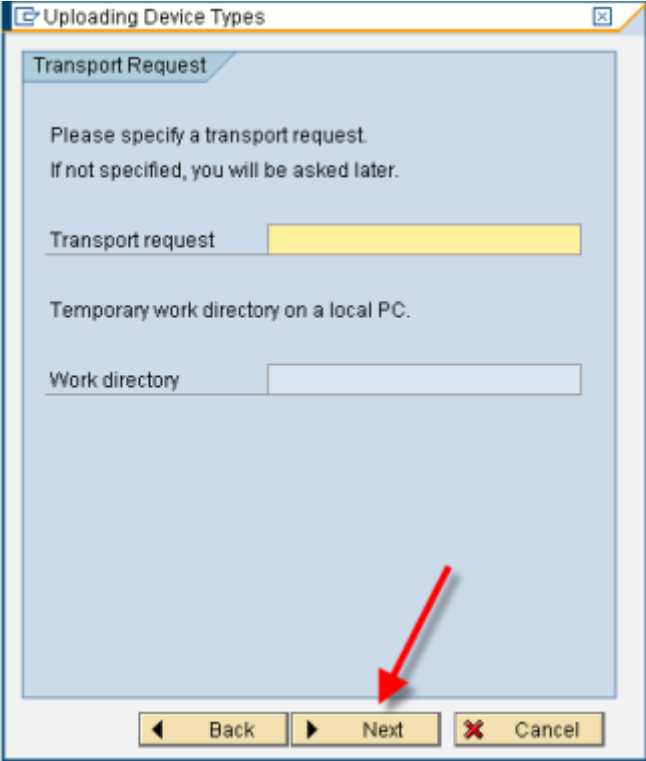 Uploading Device Types
Transport Request
Please specify a transport request.
If not specified, you will be asked later.
Transport request
Temporary work directory on a local PC.
Work directory
Back Next Cancel